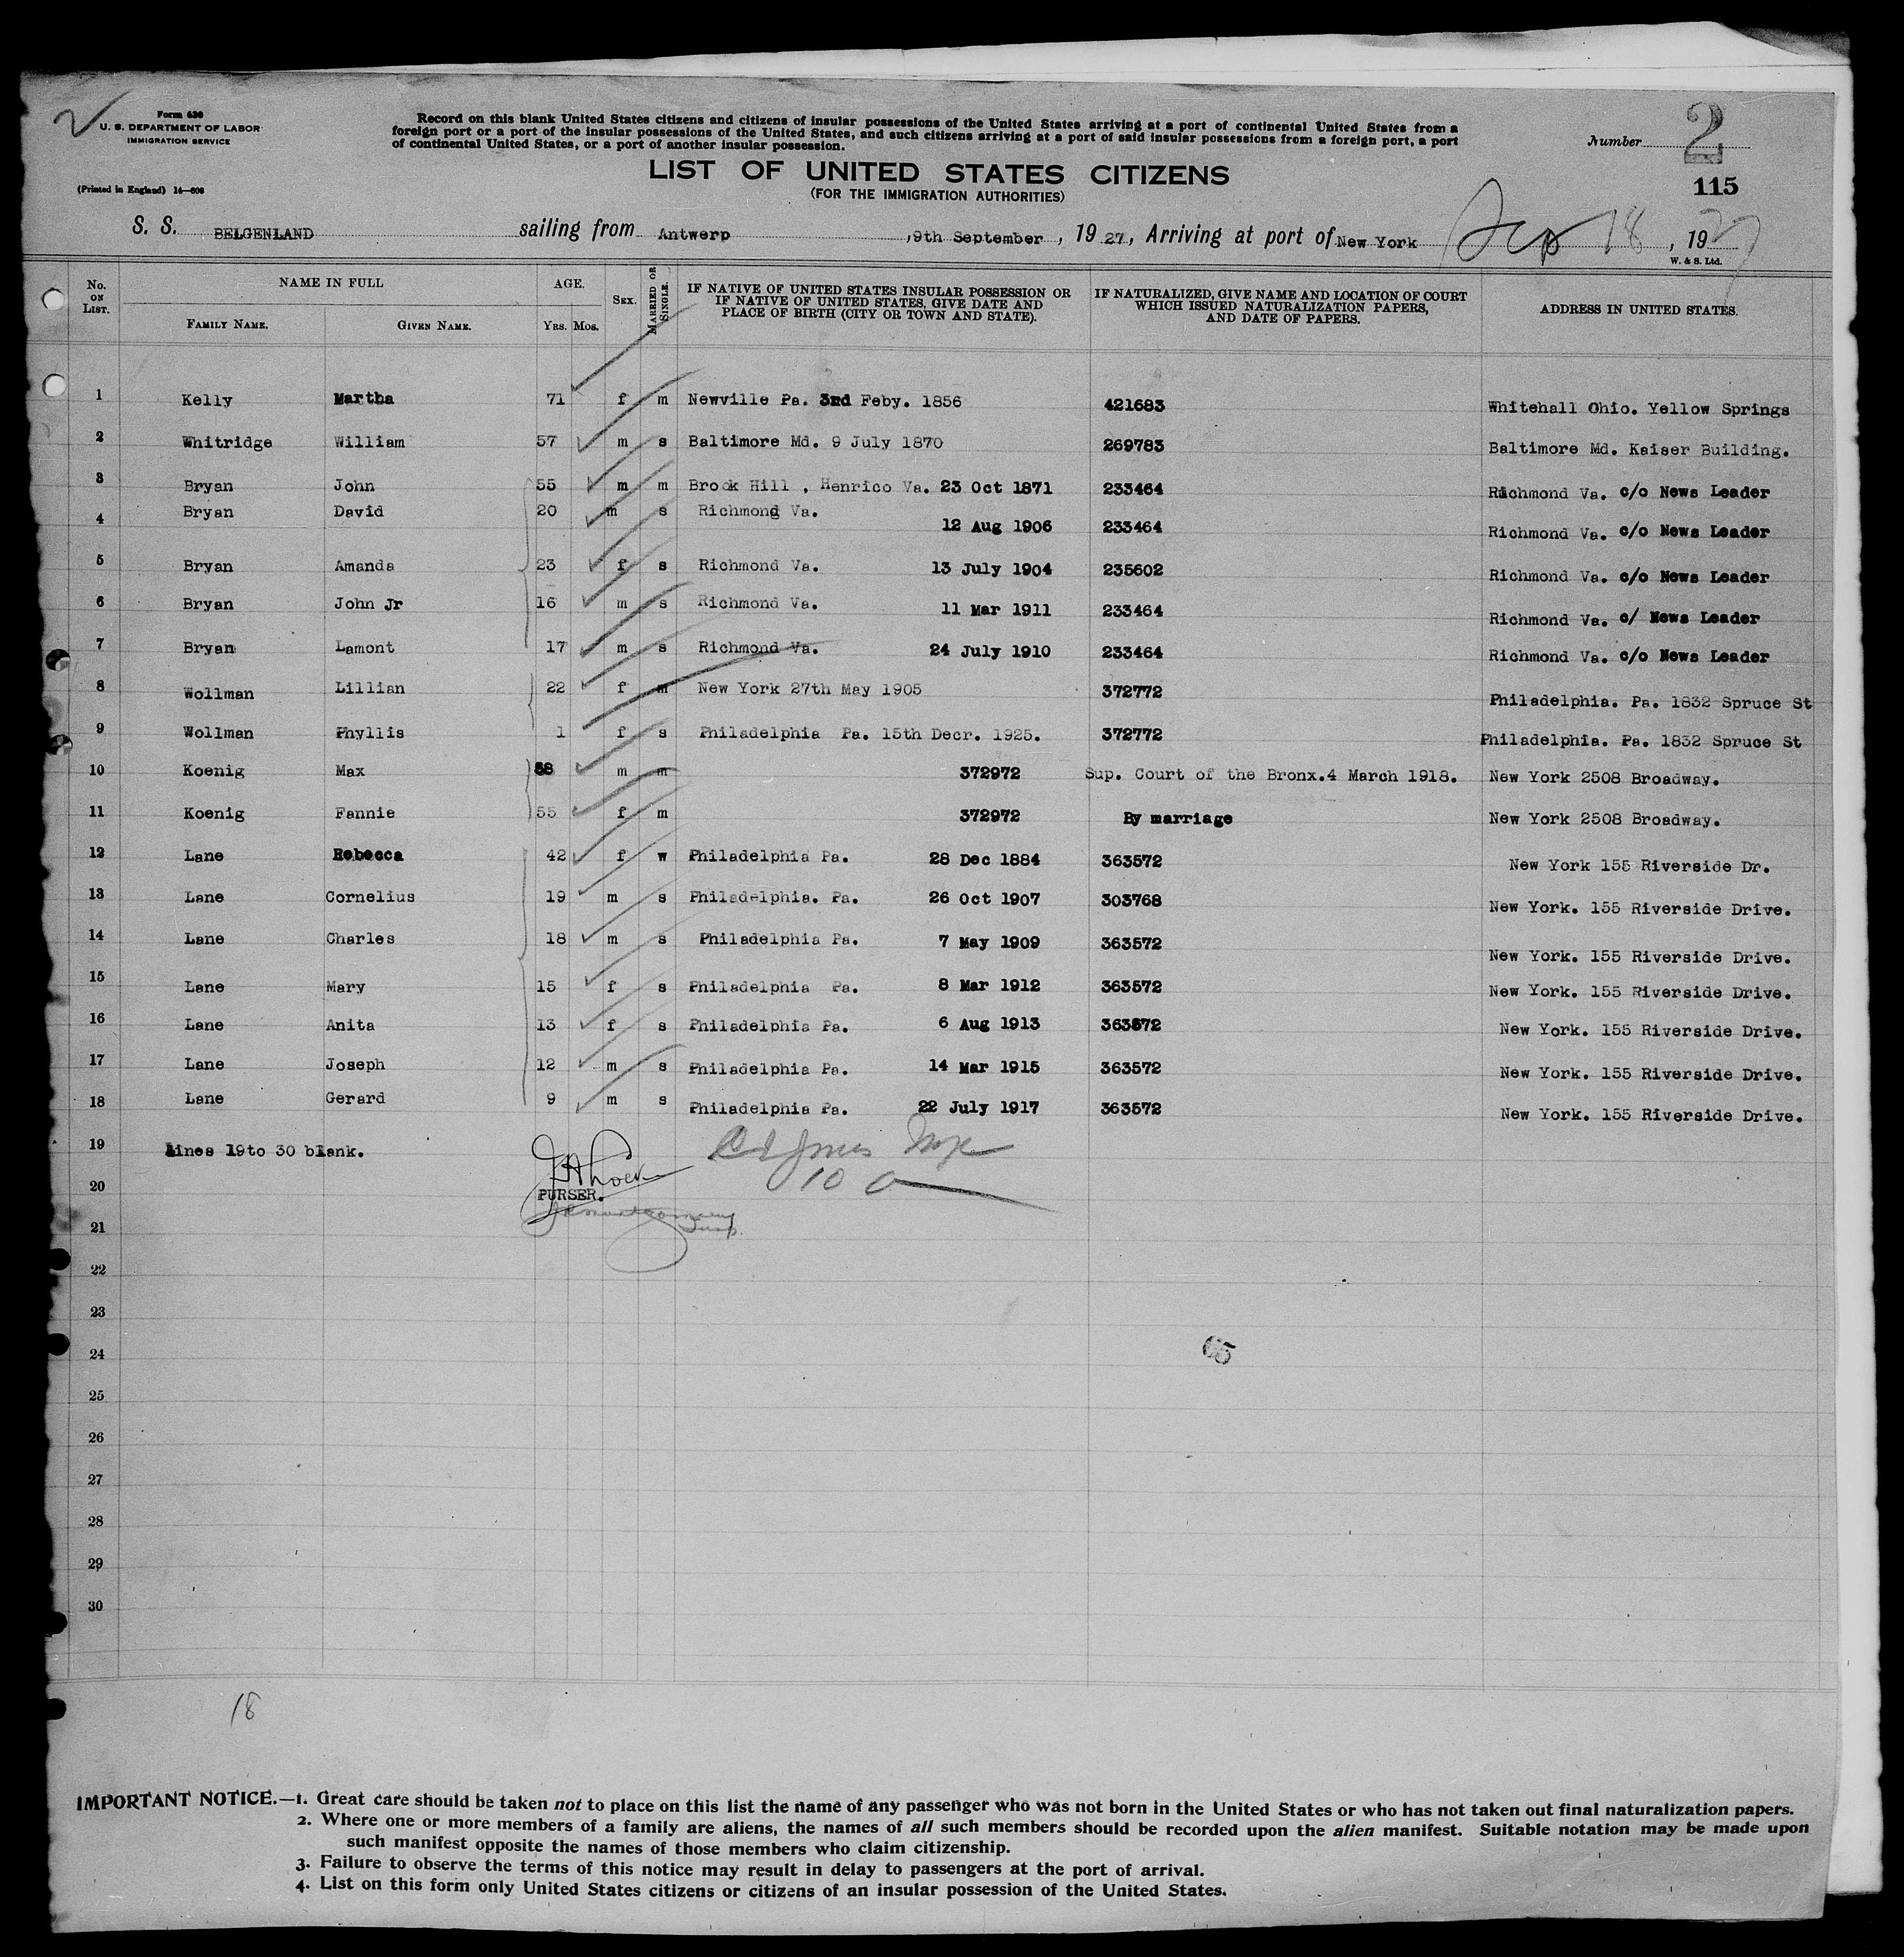 2
Form 630
U. S. DEPARTMENT OF LABOR
IMMIGRATION SERVICE
(Printed in England) 14—608
Record on this blank United States citizens and citizens of insular possessions of the United States arriving at a port of continental United States from a
foreign port or a port of the insular possessions of the United States, and such citizens arriving at a port of said insular possessions from a foreign port, a port
of continental United States, or a port of another insular possession.
Number 2
115
LIST OF UNITED STATES CITIZENS
(FOR THE IMMIGRATION AUTHORITIES)
S. S. BELGENLAND sailing from Antwerp ,9th September , 19 27, Arriving at port of New York Sep 18 , 1927
W. & S. Ltd.
No. ON LIST. NAME IN FULL FAMILY NAME. GIVEN NAME. AGE. YRS. MOS. SEX. MARRIED OR SINGLE. IF NATIVE OF UNITED STATES INSULAR POSSESSION OR IF NATIVE OF UNITED STATES, GIVE DATE AND PLACE OF BIRTH (CITY OR TOWN AND STATE). IF NATURALIZED, GIVE NAME AND LOCATION OF COURT WHICH ISSUED NATURALIZATION PAPERS, AND DATE OF PAPERS. ADDRESS IN UNITED STATES.
1 Kelly Martha 71 f m Newville Pa. 3rd Feby. 1856 421683 Whitehall Ohio. Yellow Springs
2 Whitridge William 57 m s Baltimore Md. 9 July 1870 269783 Baltimore Md. Keiser Building.
3 Bryan John 55 m m Brook Hill , Henrico Va. 23 Oct 1871 233464 Richmond Va. c/o News Leader
4 Bryan David 20 m s Richmond Va. 12 Aug 1906 233464 Richmond Va. c/o News Leader
5 Bryan Amanda 23 f s Richmond Va. 13 July 1904 235602 Richmond Va. c/o News Leader
6 Bryan John Jr 16 m s Richmond Va. 11 Mar 1911 233464 Richmond Va. c/ News Leader
7 Bryan Lamont 17 m s Richmond Va. 24 July 1910 233464 Richmond Va. c/o News Leader
8 Wollman Lillian 22 f m New York 27th May 1905 372772 Philadelphia. Pa. 1832 Spruce St
9 Wollman Phyllis 1 f s Philadelphia Pa. 15th Decr. 1925. 372772 Philadelphia. Pa. 1832 Spruce St
10 Koenig Max 58 m m 372972 Sup. Court of the Bronx.4 March 1918. New York 2508 Broadway.
11 Koenig Fannie 55 f m 372972 By marriage New York 2508 Broadway.
12 Lane Rebecca 42 f w Philadelphia Pa. 28 Dec 1884 363572 New York 155 Riverside Dr.
13 Lane Cornelius 19 m s Philadelphia. Pa. 26 Oct 1907 303768 New York. 155 Riverside Drive.
14 Lane Charles 18 m s Philadelphia Pa. 7 May 1909 363572 New York. 155 Riverside Drive.
15 Lane Mary 15 f s Philadelphia Pa. 8 Mar 1912 363572 New York. 155 Riverside Drive.
16 Lane Anita 13 f s Philadelphia Pa. 6 Aug 1913 363572 New York. 155 Riverside Drive.
17 Lane Joseph 12 m s Philadelphia Pa. 14 Mar 1915 363572 New York. 155 Riverside Drive.
18 Lane Gerard 9 m s Philadelphia Pa. 22 July 1917 363572 New York. 155 Riverside Drive.
19 Lines 19to 30 blank.
20 PURSER. 10
21
22
23
24
65
25
26
27
28
29
30
18
IMPORTANT NOTICE.—1. Great care should be taken not to place on this list the name of any passenger who was not born in the United States or who has not taken out final naturalization papers.
2. Where one or more members of a family are aliens, the names of all such members should be recorded upon the alien manifest. Suitable notation may be made upon
such manifest opposite the names of those members who claim citizenship.
3. Failure to observe the terms of this notice may result in delay to passengers at the port of arrival.
4. List on this form only United States citizens or citizens of an insular possession of the United States.